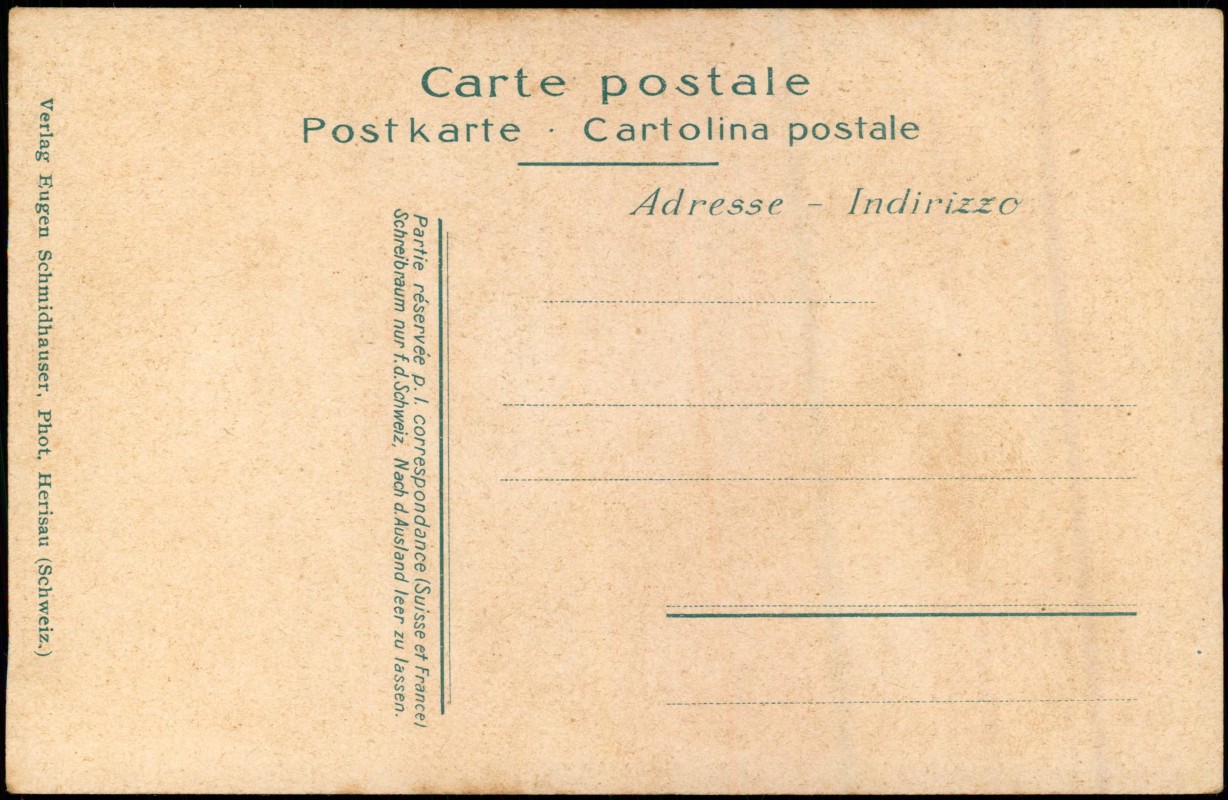 Carte postale
Postkarte · Cartolina postale
Adresse - Indirizzo
Partie réservée p. l. correspondance (Suisse et France)
Schreibraum nur f. d. Schweiz, Nach d. Ausland leer zu lassen.
Verlag Eugen Schmidhauser, Phot, Herisau (Schweiz.)